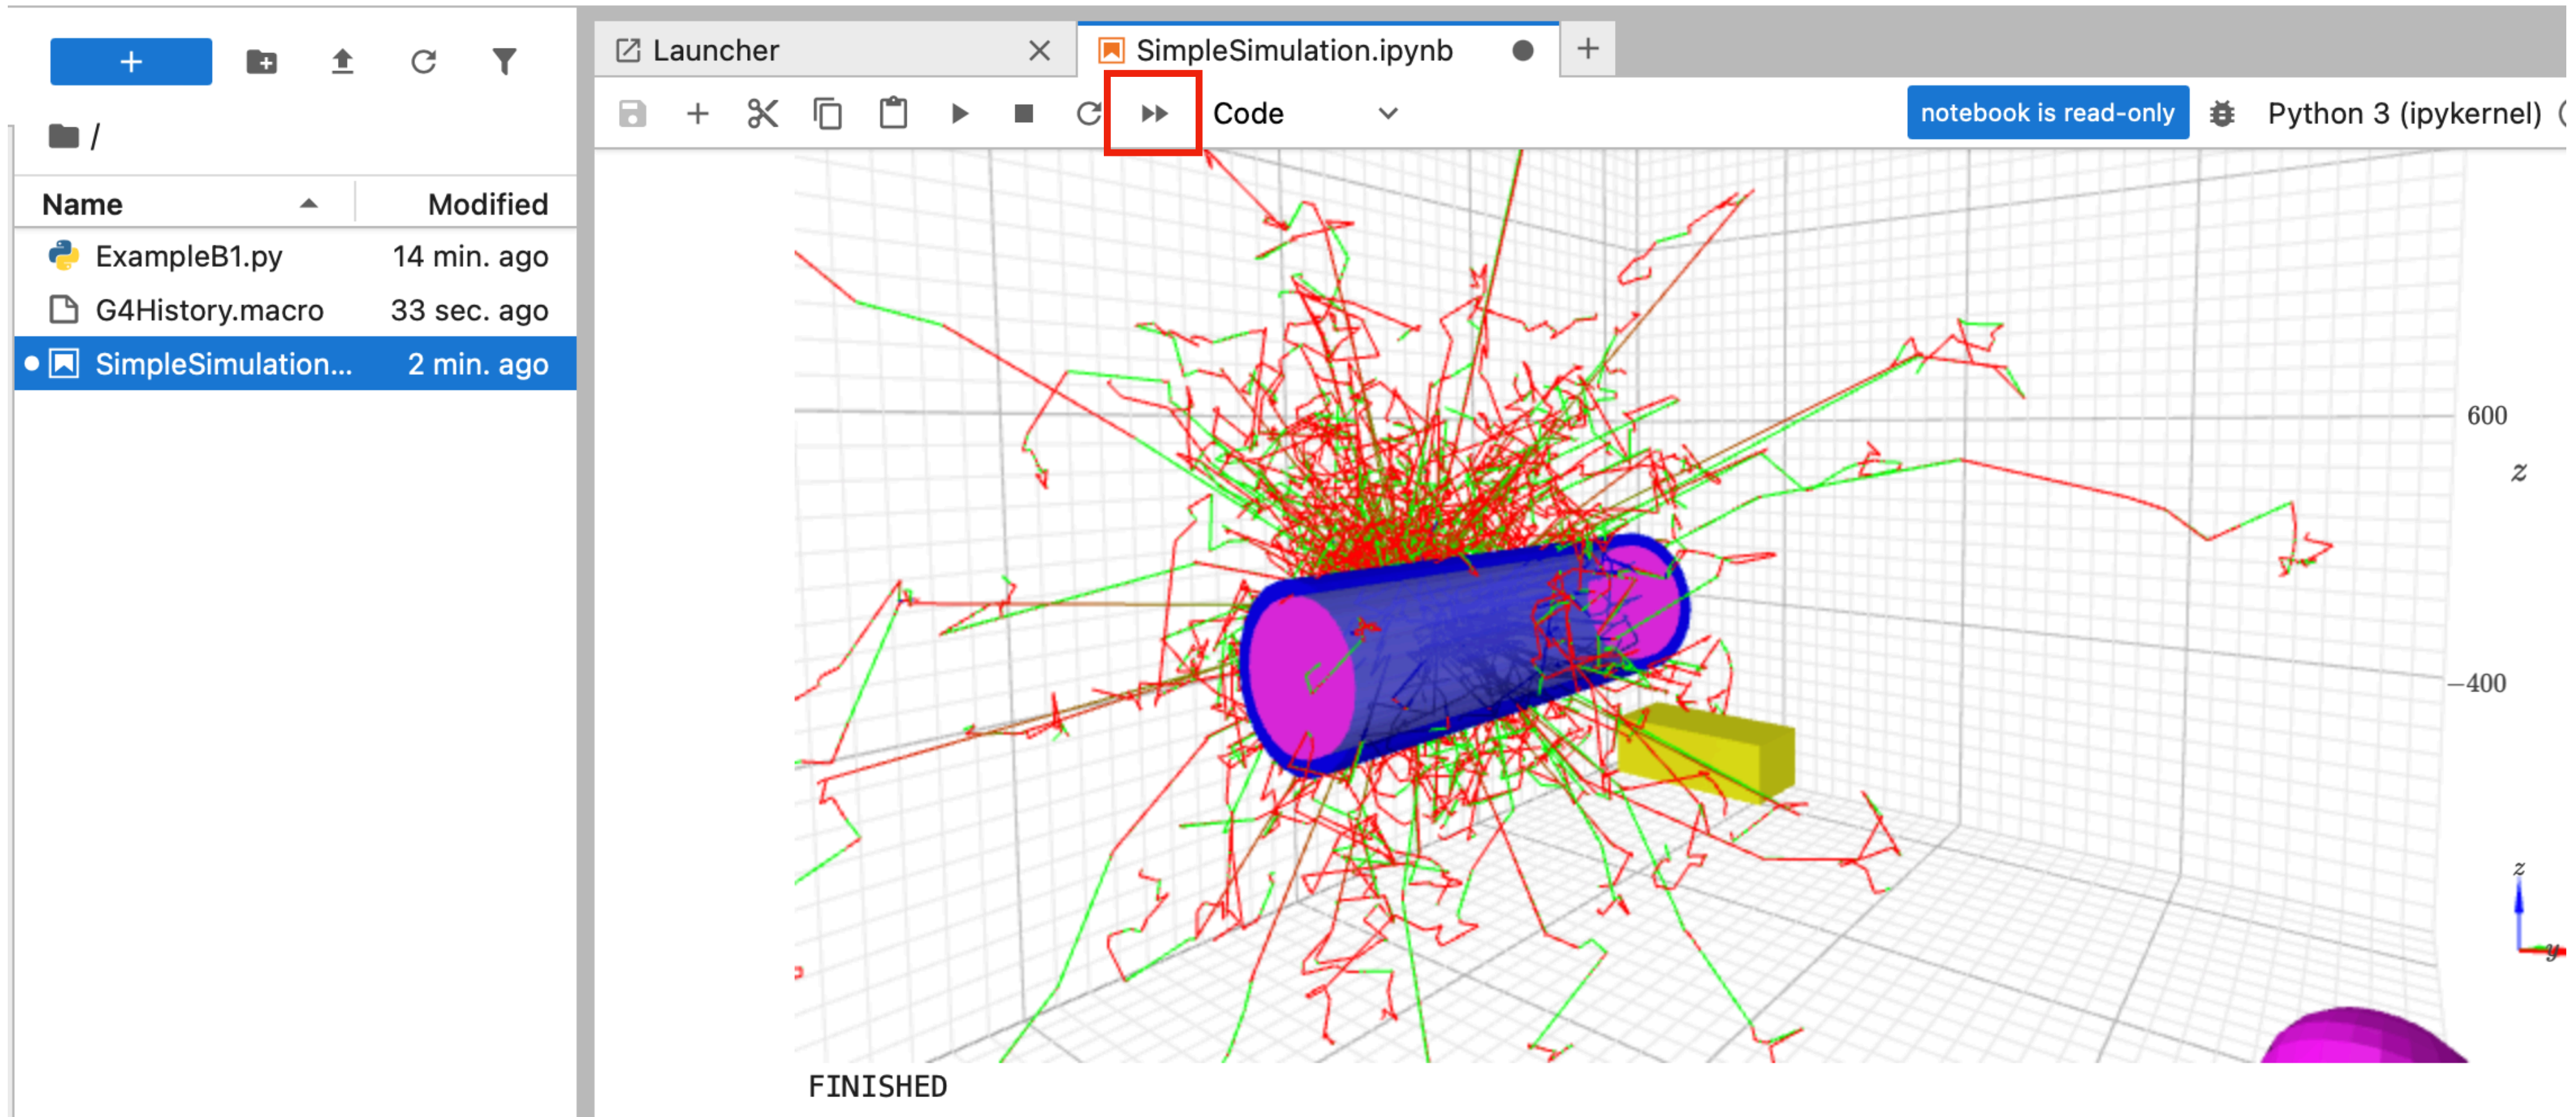 Launcher
SimpleSimulation.ipynb
Code
notebook is read-only
Python 3 (ipykernel)
/
Name Modified
ExampleB1.py 14 min. ago
G4History.macro 33 sec. ago
SimpleSimulation... 2 min. ago
600
z
−400
z
y
FINISHED